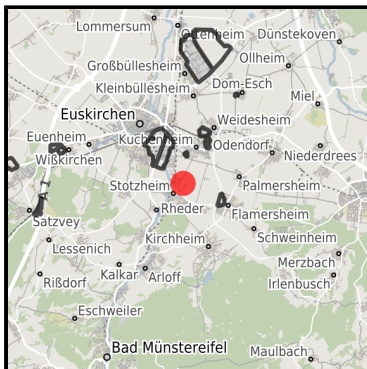 Lommersum
Ottenheim
Dünstekoven
Großbüllesheim
Ollheim
Kleinbüllesheim
Dom-Esch
Miel
Euskirchen
Weidesheim
Euenheim
Kuchenheim
Odendorf
Wißkirchen
Niederdrees
Stotzheim
Palmersheim
Rheder
Satzvey
Flamersheim
Lessenich
Kirchheim
Schweinheim
Kalkar
Arloff
Merzbach
Rißdorf
Irlenbusch
Eschweiler
Bad Münstereifel
Maulbach